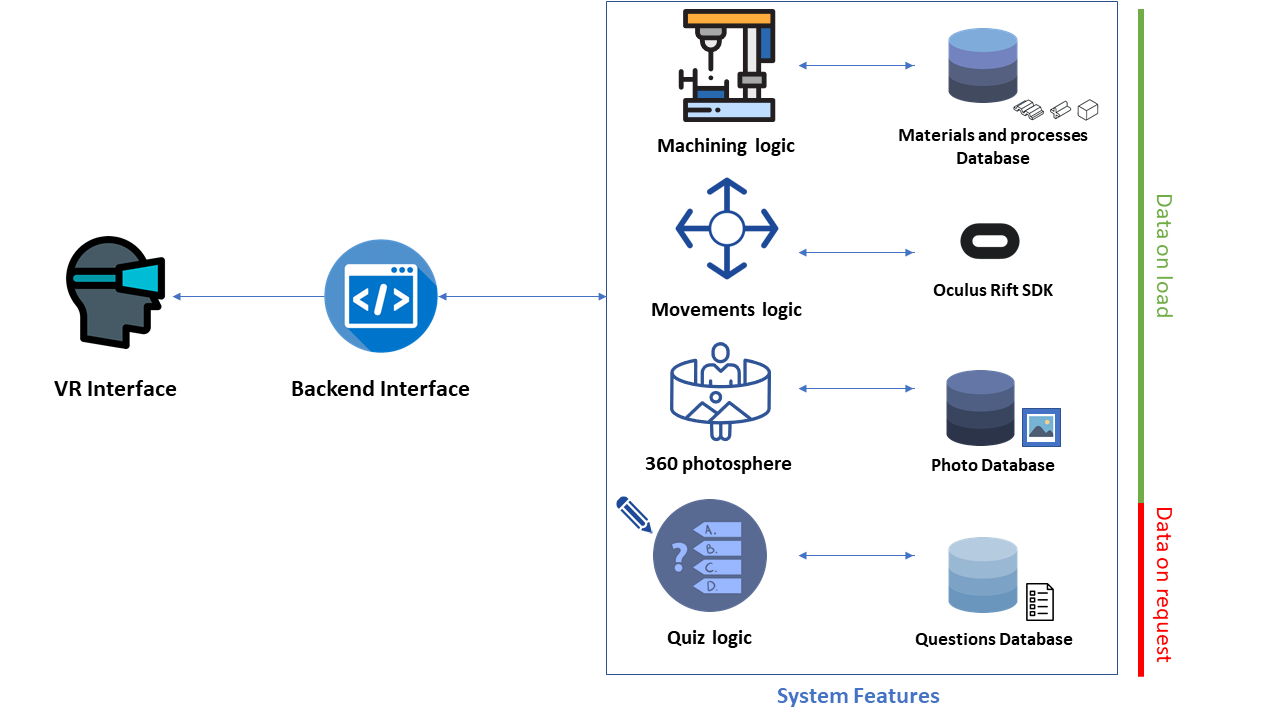 Machining logic
Materials and processes
Database
Movements logic
Oculus Rift SDK
VR Interface
Backend Interface
</>
360 photosphere
Photo Database
?
A.
B.
C.
D.
Quiz logic
Questions Database
System Features
Data on load
Data on request